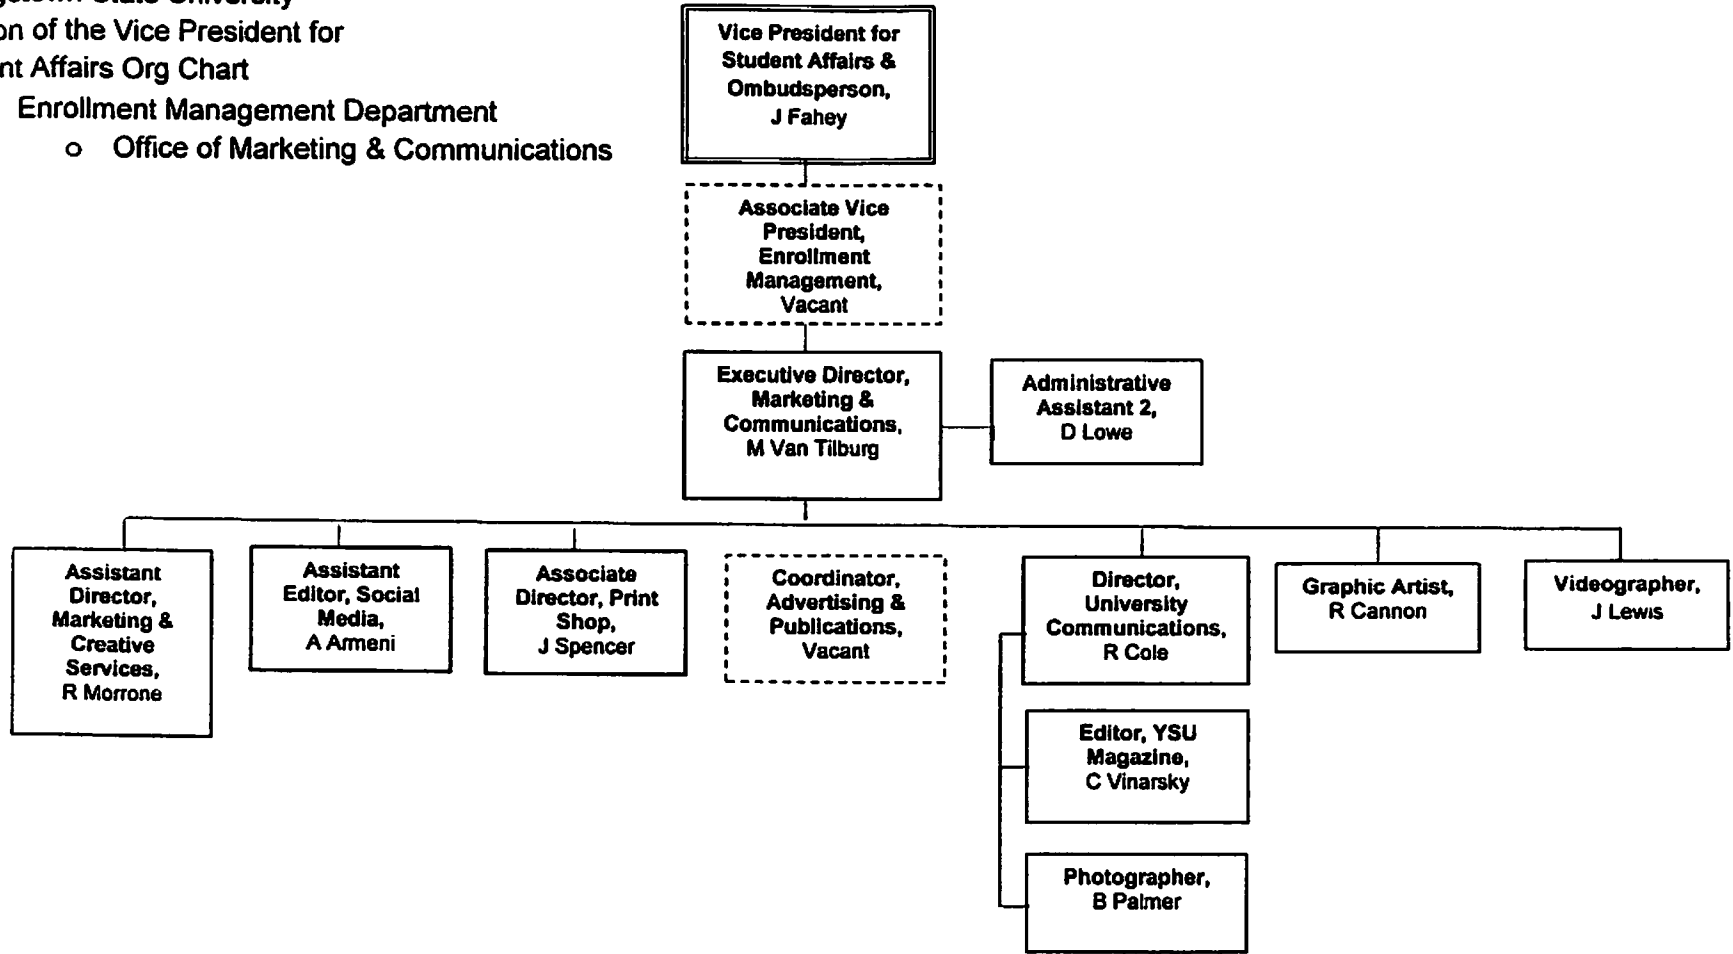 on of the Vice President for
nt Affairs Org Chart
Enrollment Management Department
o Office of Marketing & Communications
Vice President for
Student Affairs &
Ombudsperson,
J Fahey
Associate Vice
President,
Enrollment
Management,
Vacant
Executive Director,
Marketing &
Communications,
M Van Tilburg
Administrative
Assistant 2,
D Lowe
Assistant
Director,
Marketing &
Creative
Services,
R Morrone
Assistant
Editor, Social
Media,
A Armeni
Associate
Director, Print
Shop,
J Spencer
Coordinator,
Advertising &
Publications,
Vacant
Director,
University
Communications,
R Cole
Editor, YSU
Magazine,
C Vinarsky
Photographer,
B Palmer
Graphic Artist,
R Cannon
Videographer,
J Lewis